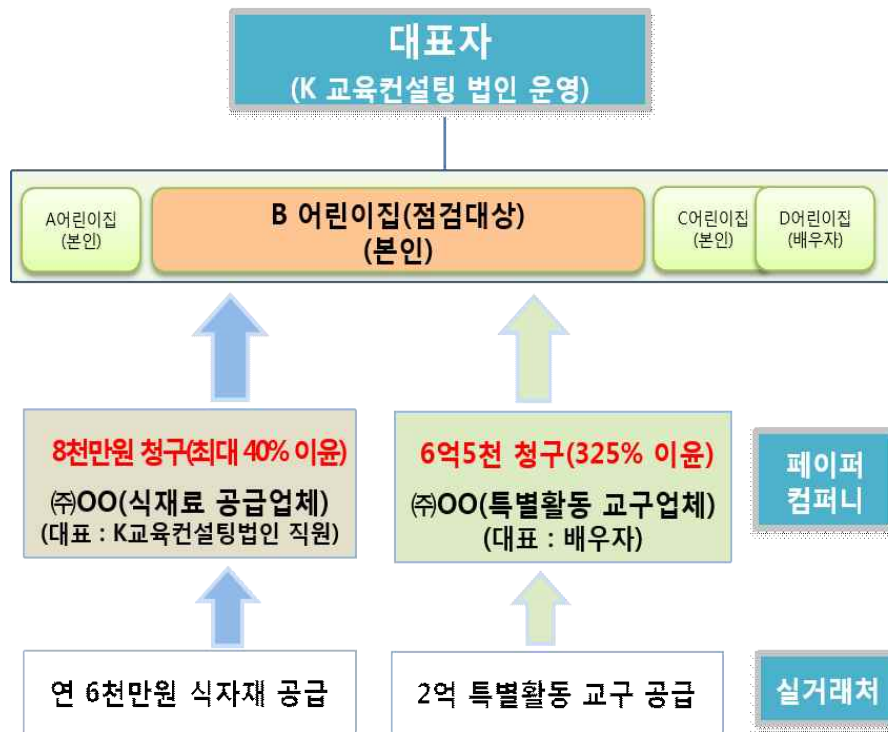 대표자
(K 교육컨설팅 법인 운영)
A어린이집
(본인)
B 어린이집(점검대상)
(본인)
C어린이집
(본인)
D어린이집
(배우자)
8천만원 청구(최대 40% 이윤)
㈜OO(식재료 공급업체)
(대표 : K교육컨설팅법인 직원)
6억5천 청구(325% 이윤)
㈜OO(특별활동 교구업체)
(대표 : 배우자)
페이퍼
컴퍼니
연 6천만원 식자재 공급
2억 특별활동 교구 공급
실거래처